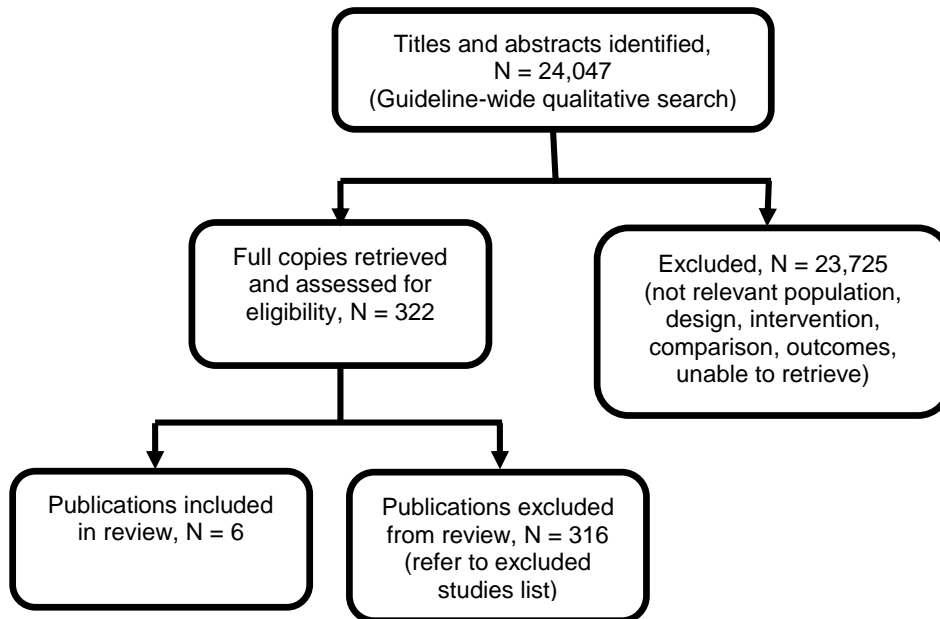 Titles and abstracts identified,
N = 24,047
(Guideline-wide qualitative search)
Full copies retrieved
and assessed for
eligibility, N = 322
Excluded, N = 23,725
(not relevant population,
design, intervention,
comparison, outcomes,
unable to retrieve)
Publications included
in review, N = 6
Publications excluded
from review, N = 316
(refer to excluded
studies list)